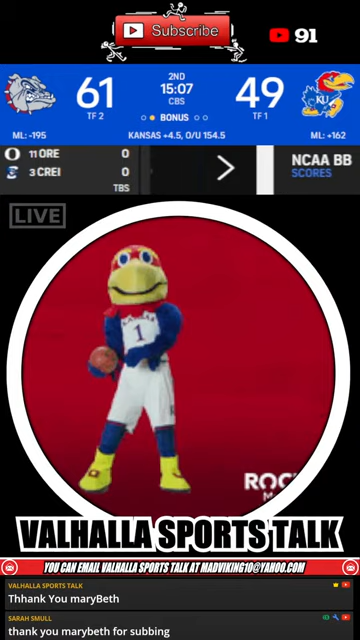 Subscribe
91
61
TF 2
2ND
15:07
CBS
BONUS
49
TF 1
KU
ML: -195
KANSAS +4.5, O/U 154.5
ML: +162
11 ORE 0
3 CREI 0
TBS
NCAA BB
SCORES
LIVE
KANSAS
1
ROCK
VALHALLA SPORTS TALK
YOU CAN EMAIL VALHALLA SPORTS TALK AT MADVIKING10@YAHOO.COM
VALHALLA SPORTS TALK
Thhank You maryBeth
SARAH SMULL
thank you marybeth for subbing